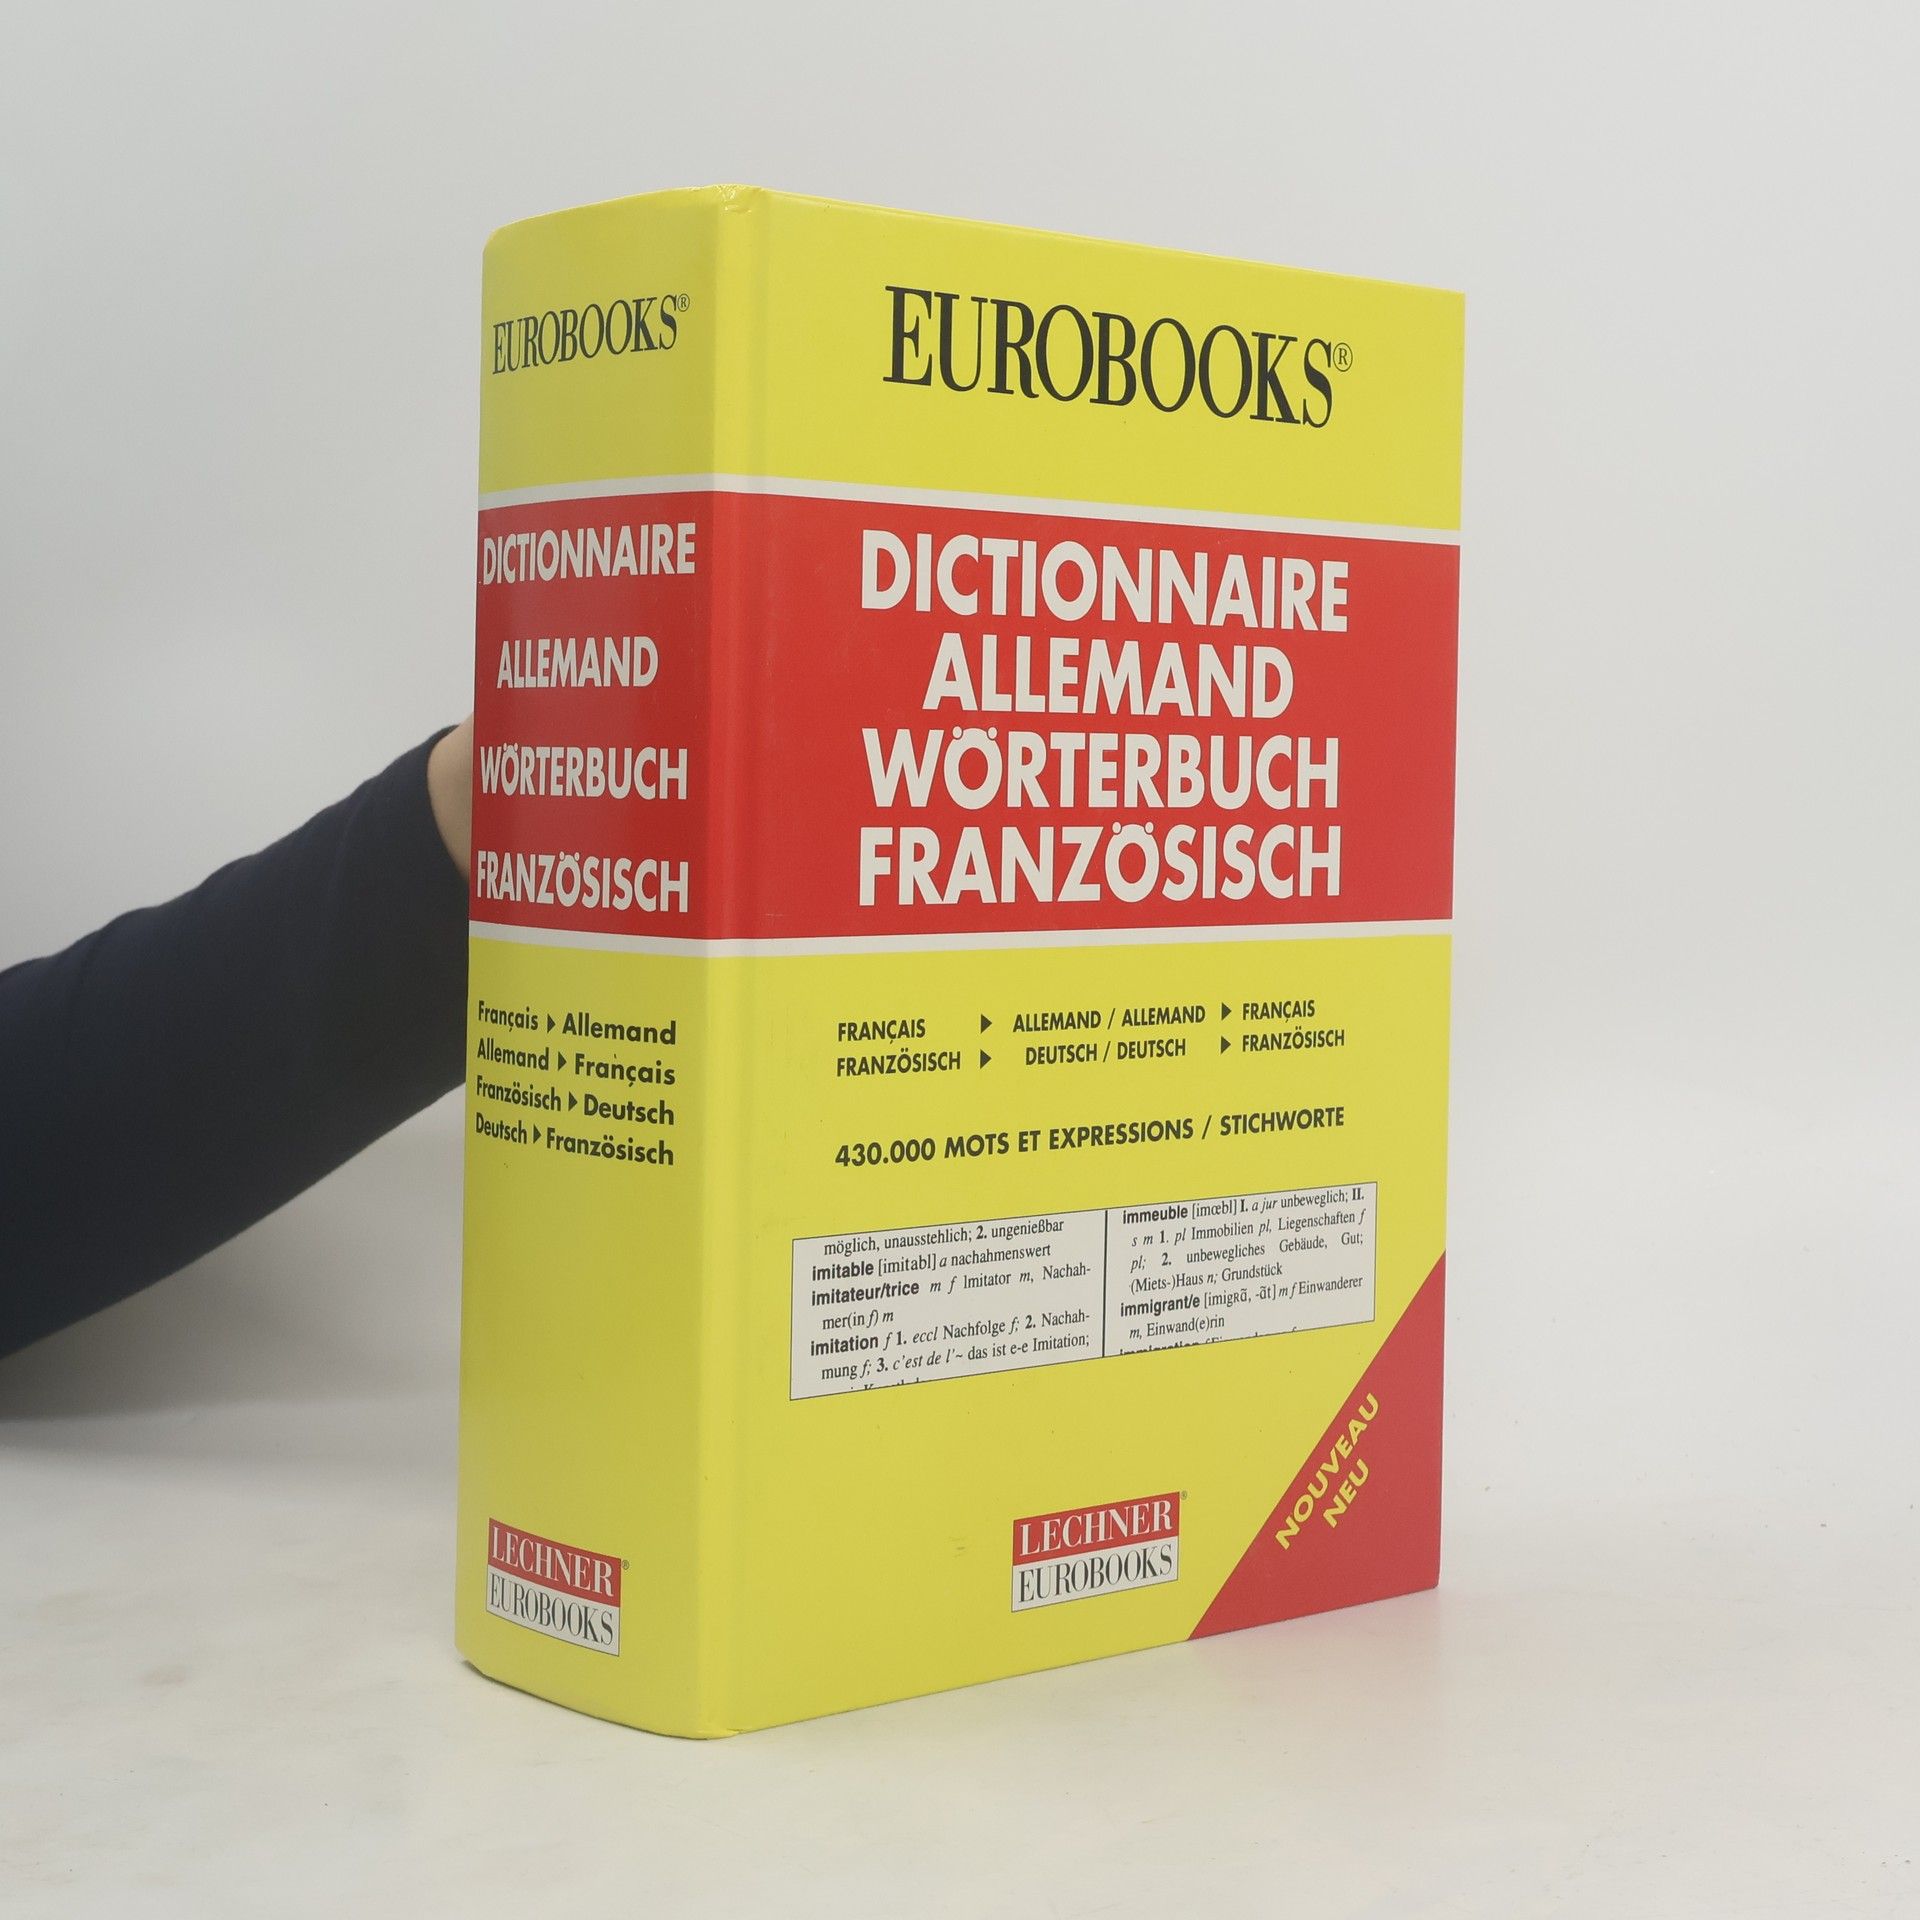 EUROBOOKS®
DICTIONNAIRE
ALLEMAND
WÖRTERBUCH
FRANZÖSISCH
Français ▶ Allemand
Allemand ▶ Français
Französisch ▶ Deutsch
Deutsch ▶ Französisch
LECHNER®
EUROBOOKS
EUROBOOKS®
DICTIONNAIRE
ALLEMAND
WÖRTERBUCH
FRANZÖSISCH
FRANÇAIS ▶ ALLEMAND / ALLEMAND ▶ FRANÇAIS
FRANZÖSISCH ▶ DEUTSCH / DEUTSCH ▶ FRANZÖSISCH
430.000 MOTS ET EXPRESSIONS / STICHWORTE
möglich, unausstehlich; 2. ungenießbar
imitable [imitabl] a nachahmenswert
imitateur/trice m f Imitator m, Nachah-
mer(in f) m
imitation f 1. eccl Nachfolge f; 2. Nachah-
mung f; 3. c'est de l'~ das ist e-e Imitation;
immeuble [imœbl] I. a jur unbeweglich; II.
s m 1. pl Immobilien pl, Liegenschaften f
pl; 2. unbewegliches Gebäude, Gut;
(Miets-)Haus n; Grundstück
immigrant/e [imigʀɑ̃, -ɑ̃t] m f Einwanderer
m, Einwand(e)rin
NOUVEAU
NEU
LECHNER®
EUROBOOKS